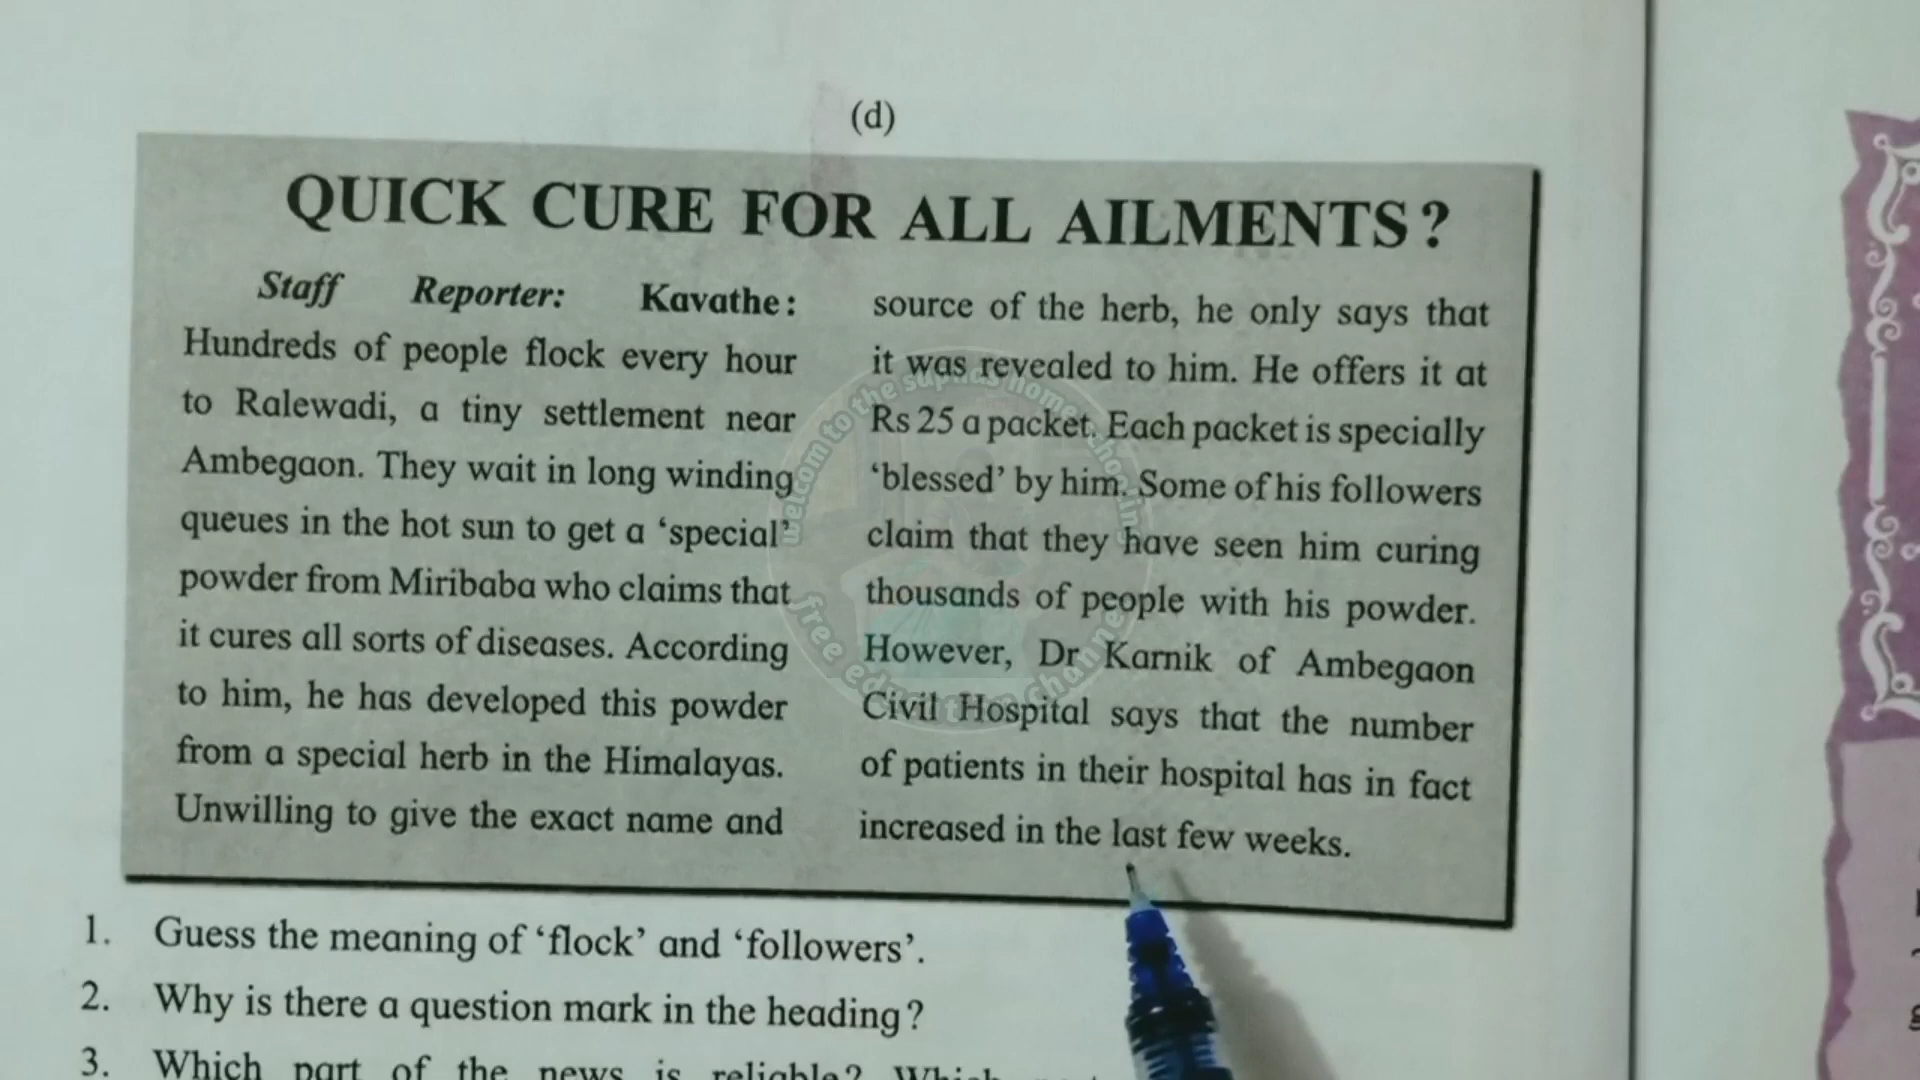 (d)
QUICK CURE FOR ALL AILMENTS?
Staff Reporter: Kavathe:
Hundreds of people flock every hour
to Ralewadi, a tiny settlement near
Ambegaon. They wait in long winding
queues in the hot sun to get a ‘special’
powder from Miribaba who claims that
it cures all sorts of diseases. According
to him, he has developed this powder
from a special herb in the Himalayas.
Unwilling to give the exact name and
source of the herb, he only says that
it was revealed to him. He offers it at
Rs 25 a packet. Each packet is specially
‘blessed’ by him. Some of his followers
claim that they have seen him curing
thousands of people with his powder.
However, Dr Karnik of Ambegaon
Civil Hospital says that the number
of patients in their hospital has in fact
increased in the last few weeks.
1. Guess the meaning of ‘flock’ and ‘followers’.
2. Why is there a question mark in the heading?
3. Which part of the news is reliable? Which
welcom to the
free education channel